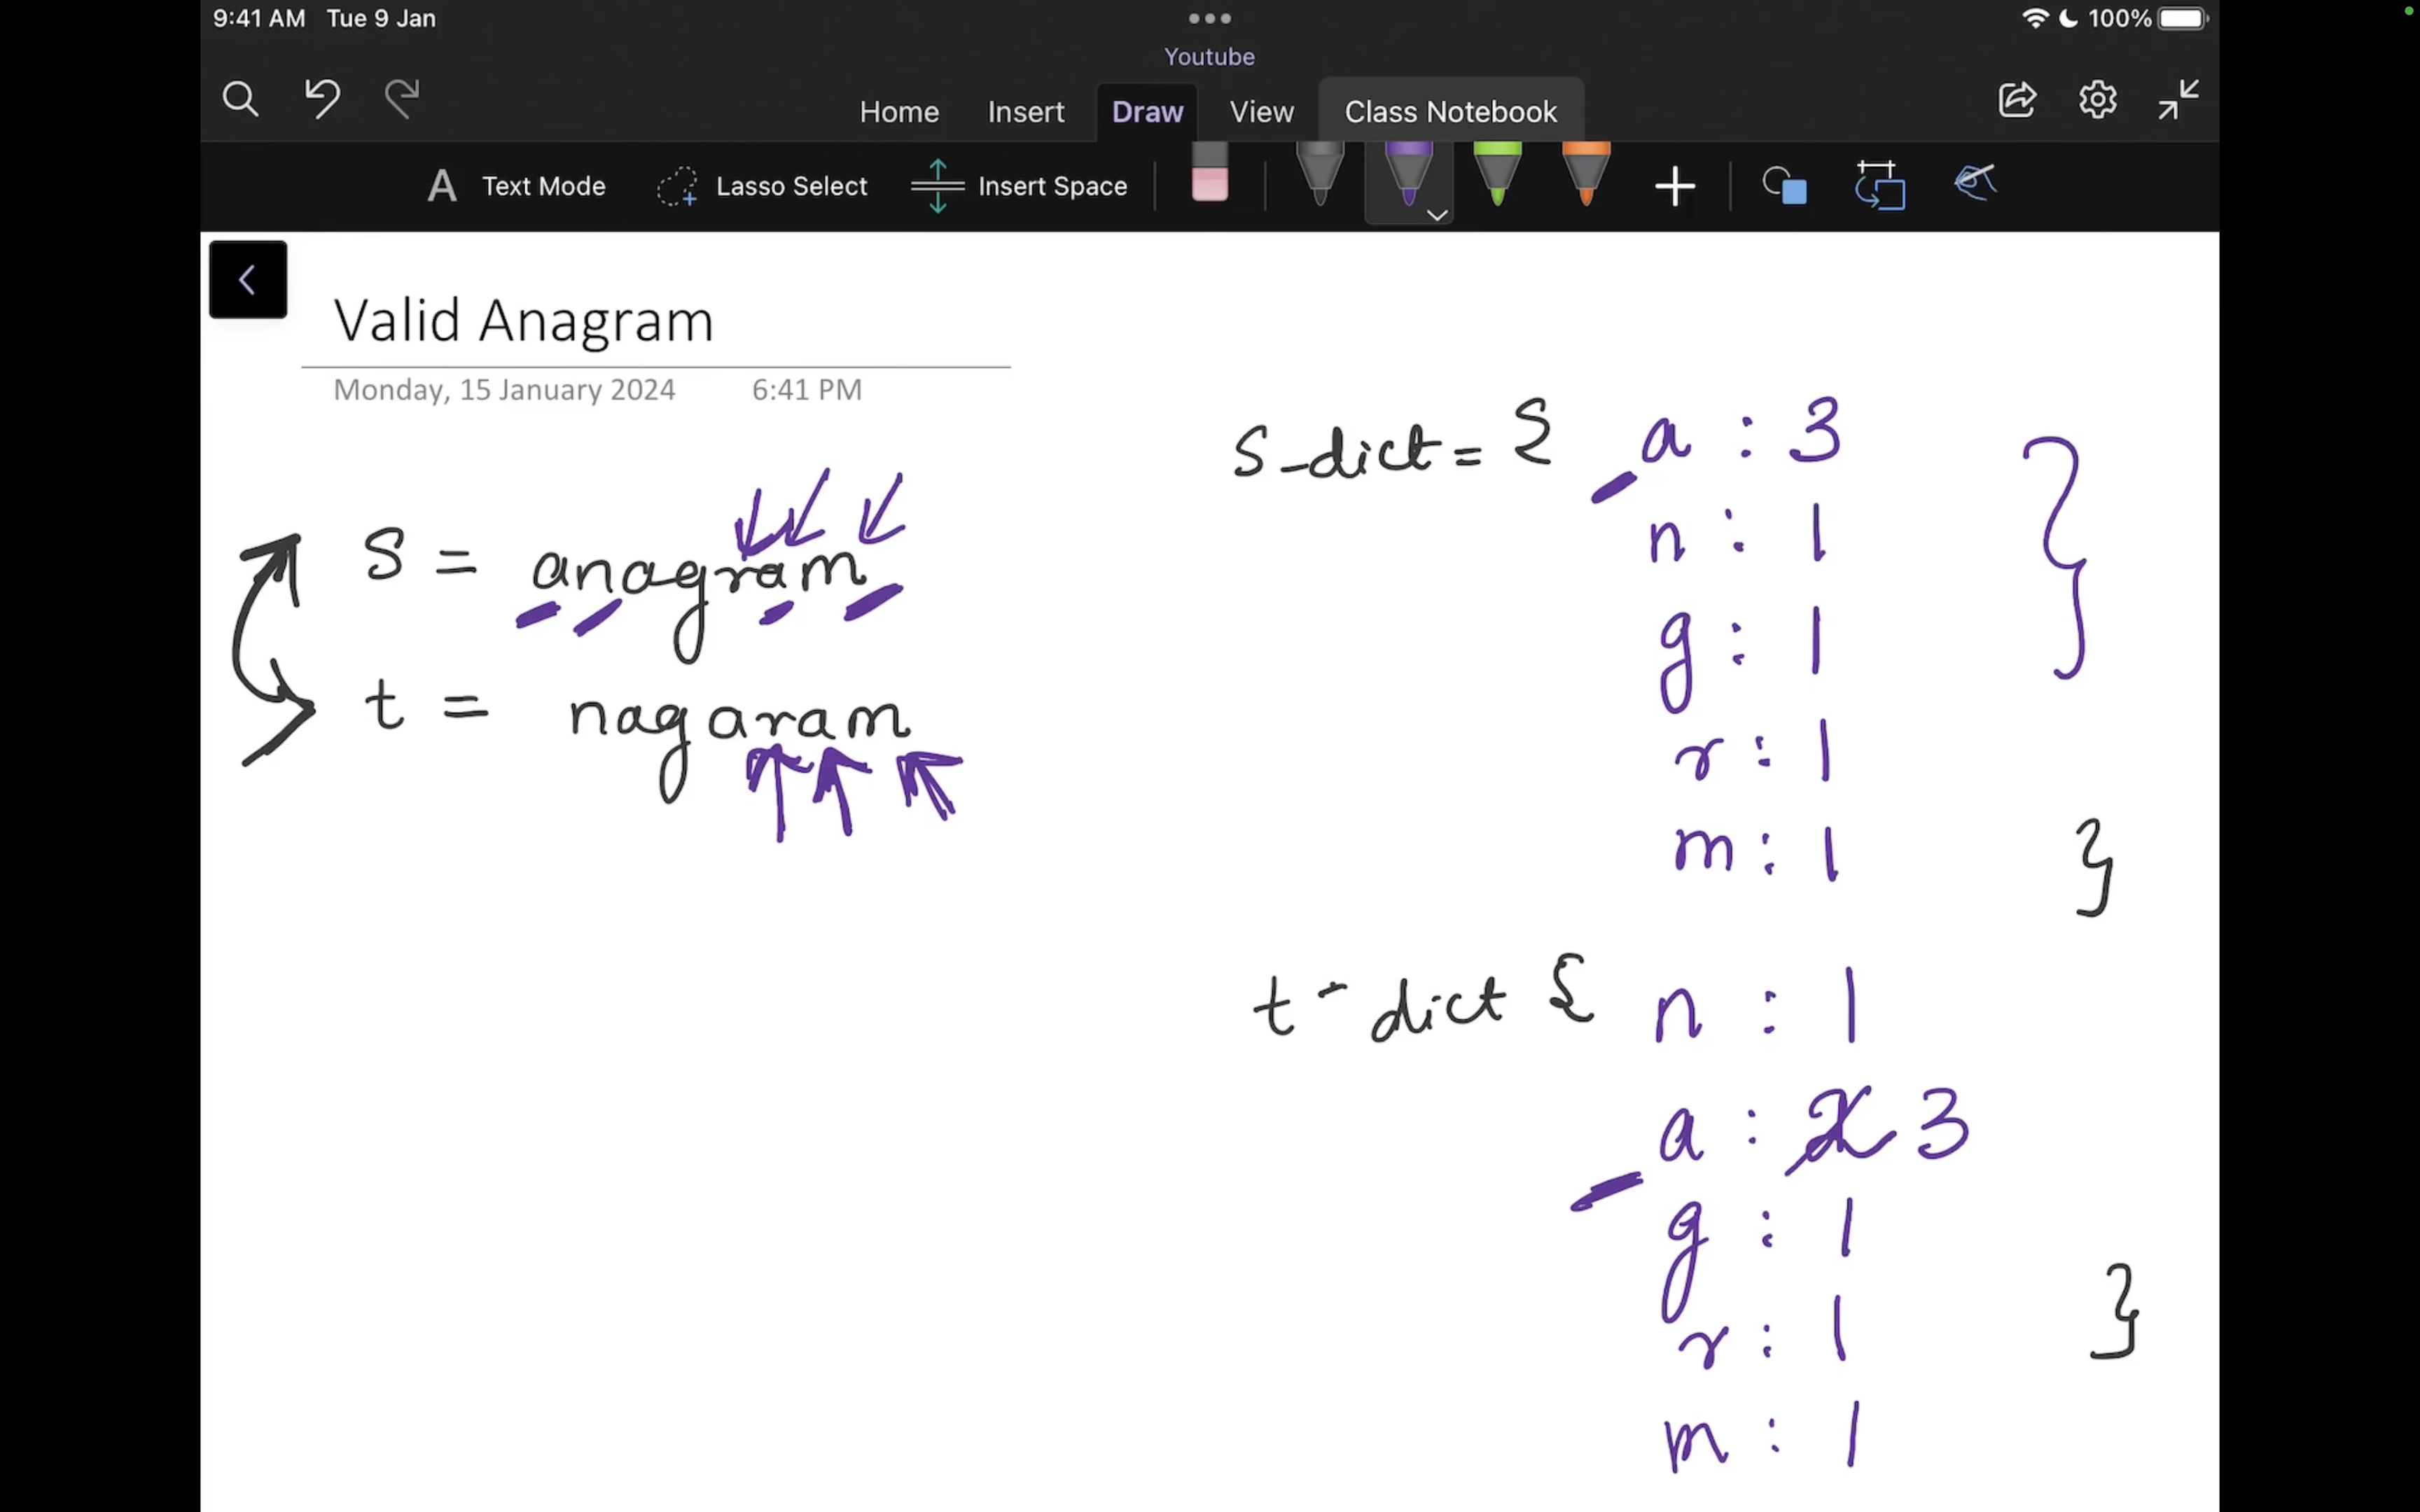 9:41 AM Tue 9 Jan
100%
Youtube
Home Insert Draw View Class Notebook
Text Mode Lasso Select Insert Space
Valid Anagram
Monday, 15 January 2024 6:41 PM
S = anagram
t = nagaram
S_dict = { a : 3
n : 1
g : 1
r : 1
m : 1
}
t-dict { n : 1
a : 2 3
g : 1
r : 1
}
m : 1